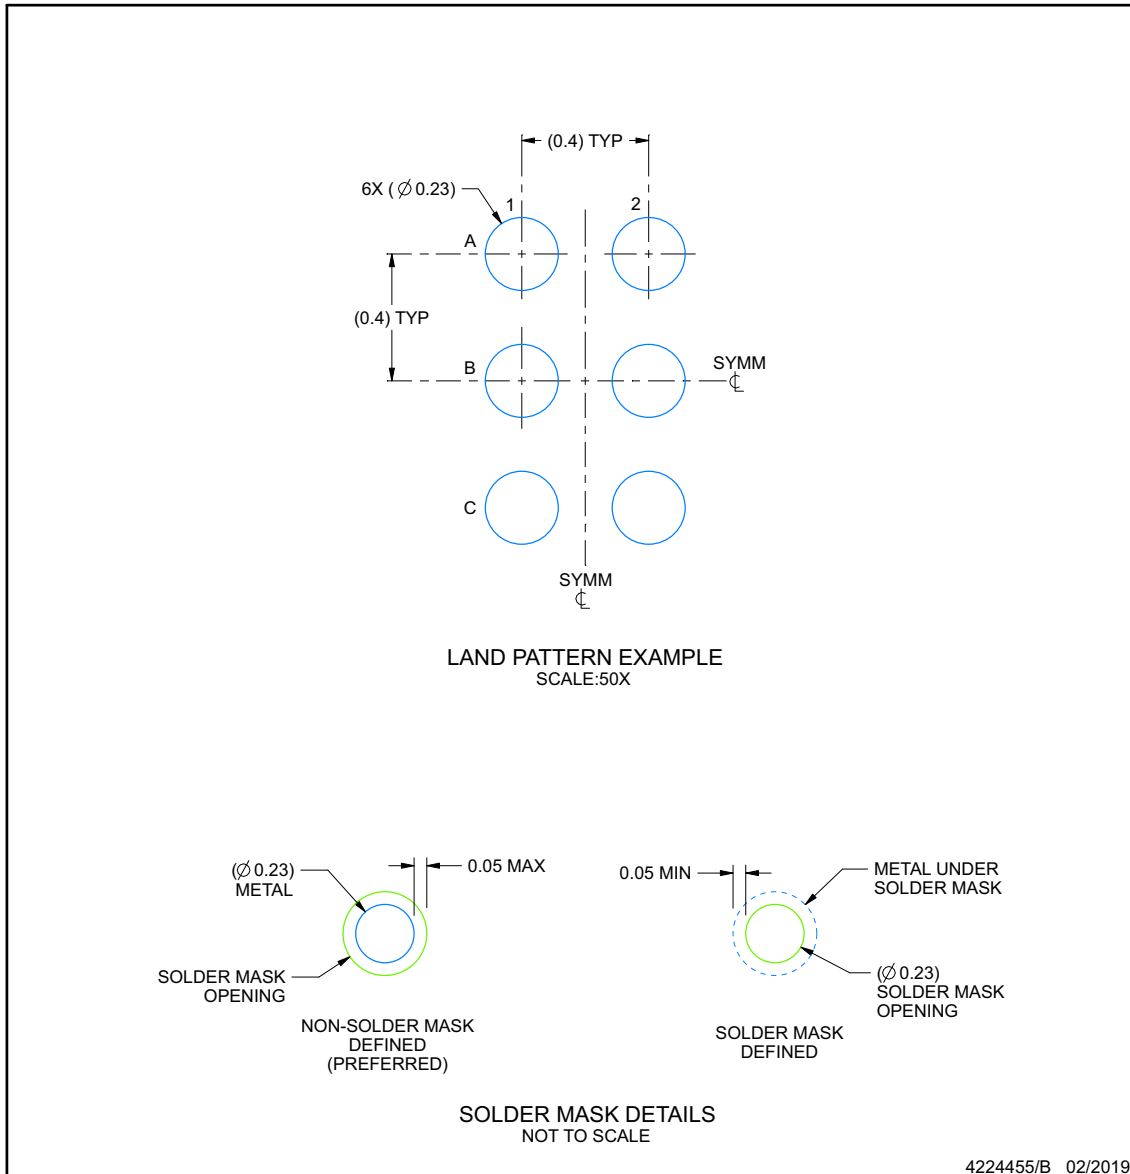 (0.4) TYP
6X (∅ 0.23)
1
2
A
(0.4) TYP
B
SYMM
℄
C
SYMM
℄
LAND PATTERN EXAMPLE
SCALE:50X
(∅ 0.23)
METAL
0.05 MAX
SOLDER MASK
OPENING
NON-SOLDER MASK
DEFINED
(PREFERRED)
0.05 MIN
METAL UNDER
SOLDER MASK
(∅ 0.23)
SOLDER MASK
OPENING
SOLDER MASK
DEFINED
SOLDER MASK DETAILS
NOT TO SCALE
4224455/B 02/2019